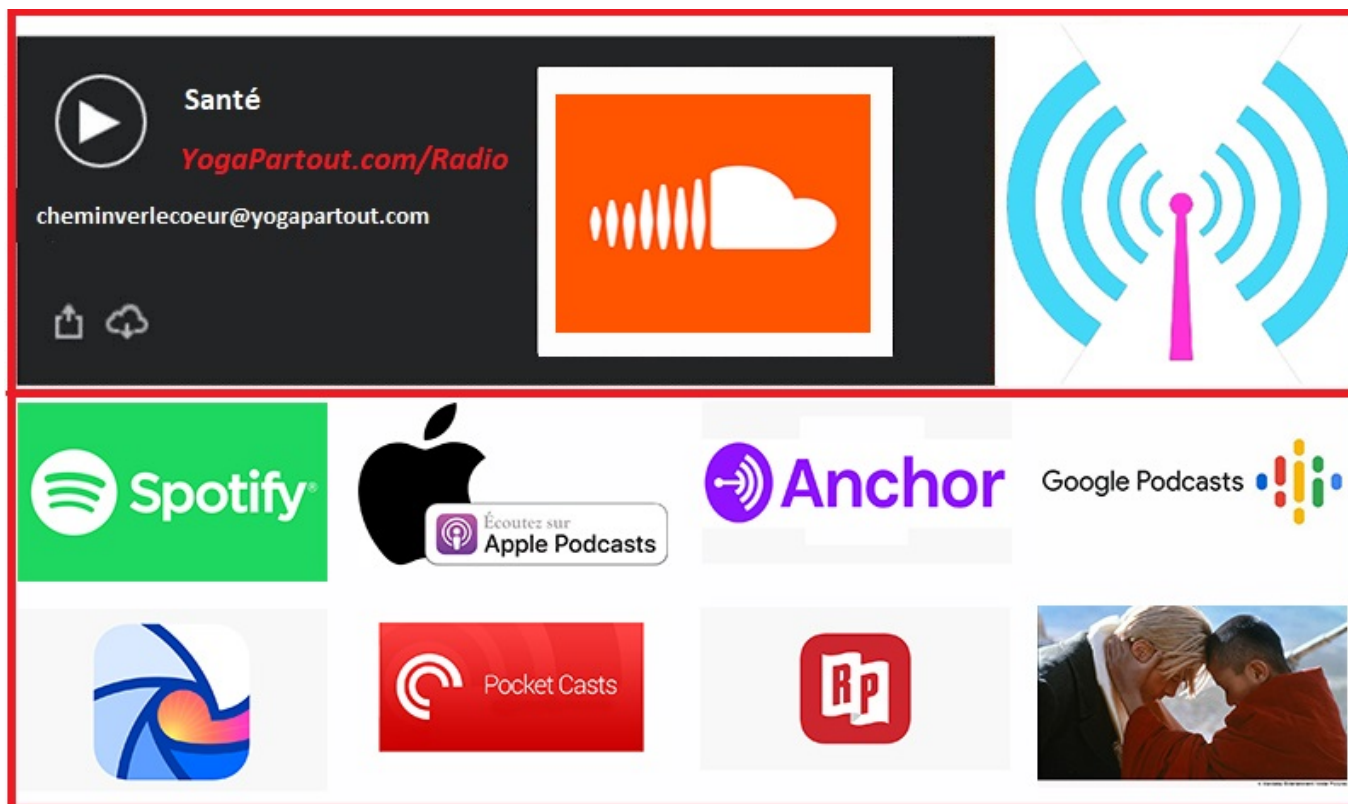 Santé
YogaPartout.com/Radio
cheminverlecoeur@yogapartout.com
Spotify®
Écoutez sur
Apple Podcasts
Anchor
Google Podcasts
Pocket Casts
RP